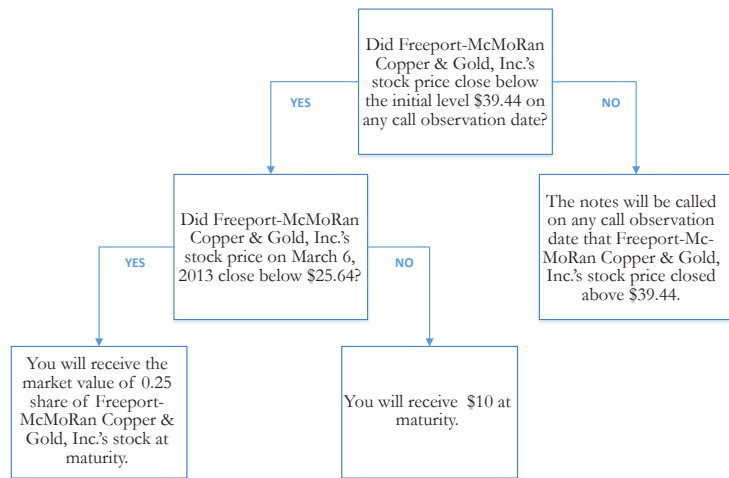 Did Freeport-McMoRan
Copper & Gold, Inc.'s
stock price close below
the initial level $39.44 on
any call observation date?
YES
NO
Did Freeport-McMoRan
Copper & Gold, Inc.'s
stock price on March 6,
2013 close below $25.64?
The notes will be called
on any call observation
date that Freeport-Mc-
MoRan Copper & Gold,
Inc.'s stock price closed
above $39.44.
YES
NO
You will receive the
market value of 0.25
share of Freeport-
McMoRan Copper &
Gold, Inc.'s stock at
maturity.
You will receive $10 at
maturity.